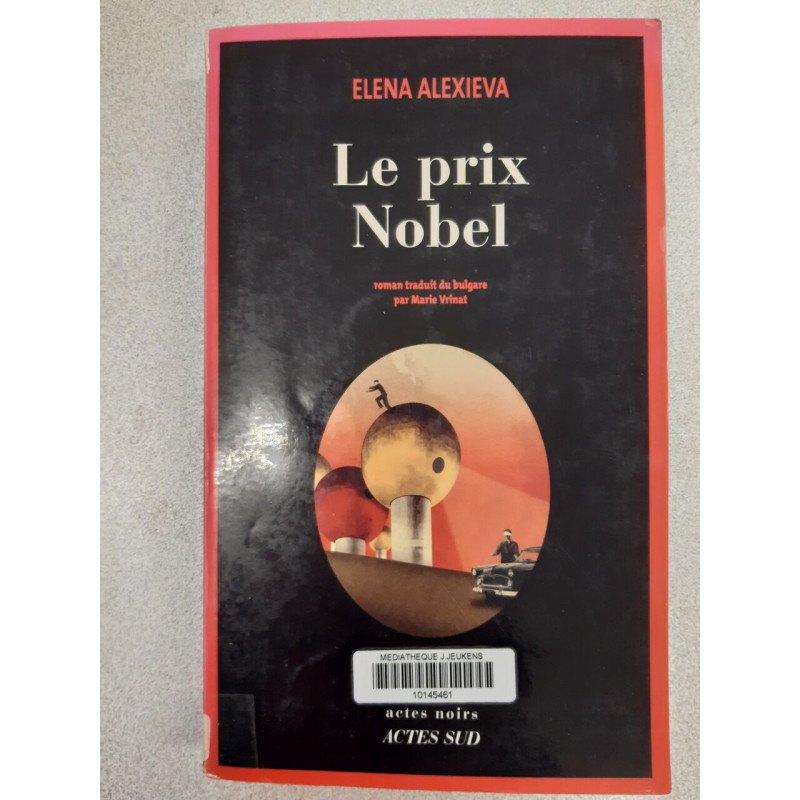 ELENA ALEXIEVA
Le prix
Nobel
roman traduit du bulgare
par Marie Vrinat
MEDIATHEQUE J.JEUKENS
10145461
actes noirs
ACTES SUD